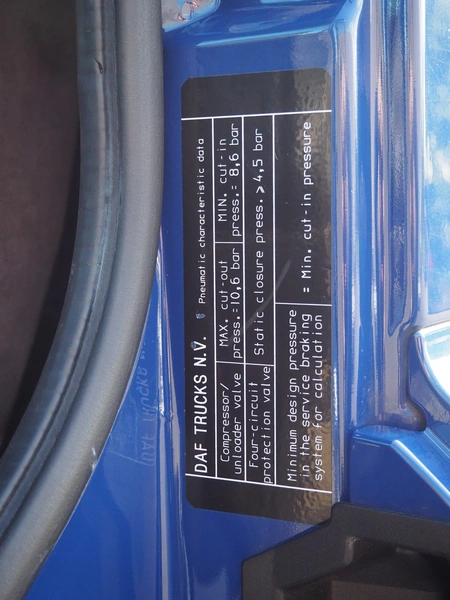 DAF TRUCKS N.V. Pneumatic characteristic data
Compressor/
unloader valve
MAX. cut-out
press.=10,6 bar
MIN. cut-in
press.= 8,6 bar
Four-circuit
protection valve
Static closure press. > 4,5 bar
Minimum design pressure
in the service braking
system for calculation
= Min. cut-in pressure